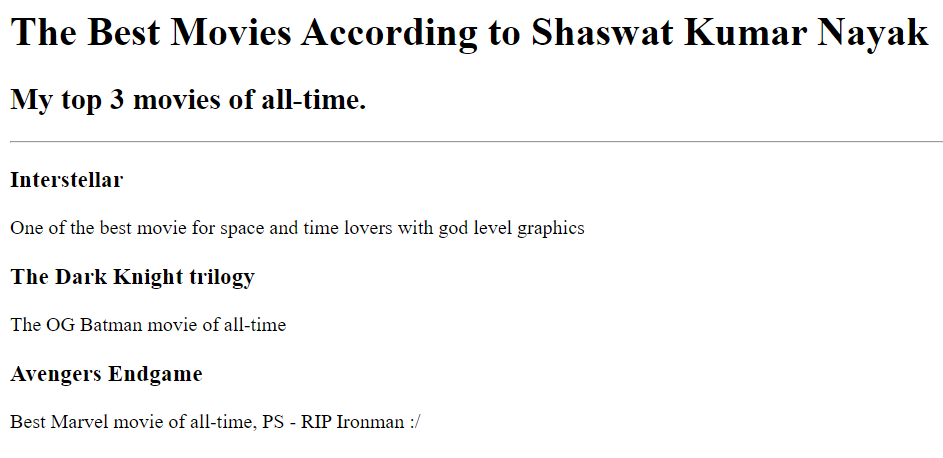 The Best Movies According to Shaswat Kumar Nayak
My top 3 movies of all-time.
Interstellar
One of the best movie for space and time lovers with god level graphics
The Dark Knight trilogy
The OG Batman movie of all-time
Avengers Endgame
Best Marvel movie of all-time, PS - RIP Ironman :/